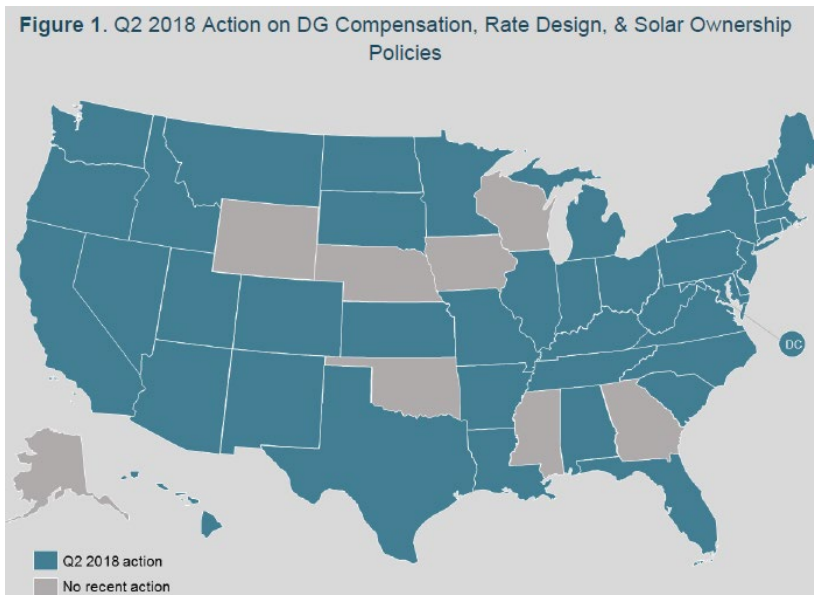 Figure 1. Q2 2018 Action on DG Compensation, Rate Design, & Solar Ownership
Policies
DC
Q2 2018 action
No recent action